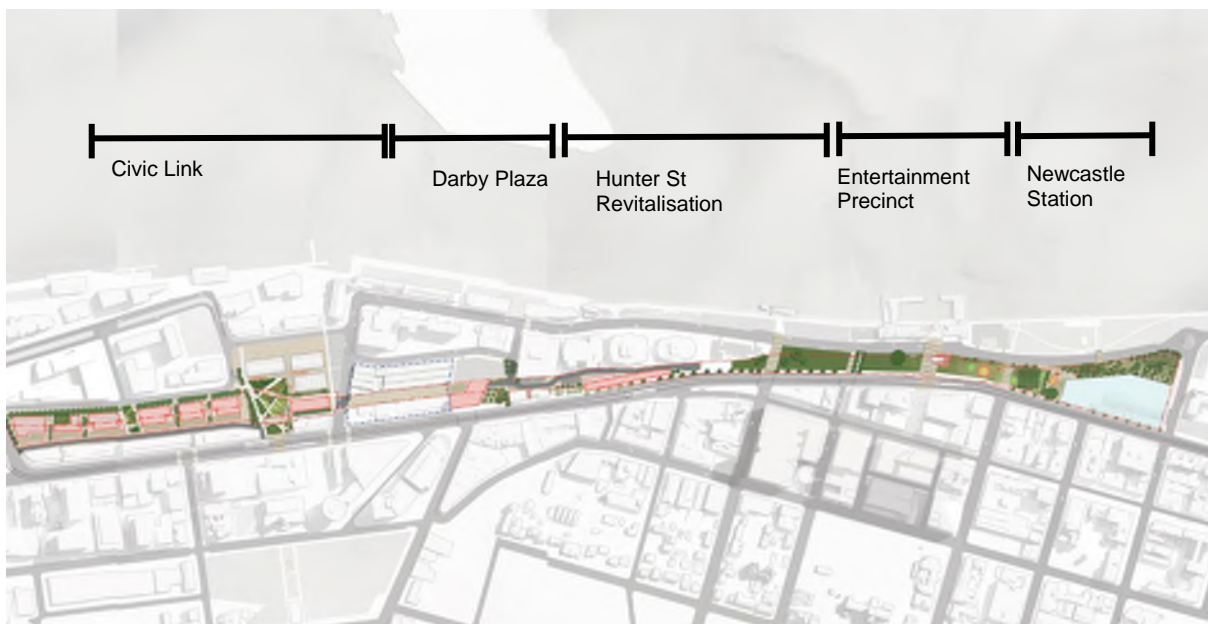 Civic Link
Darby Plaza
Hunter St
Revitalisation
Entertainment
Precinct
Newcastle
Station